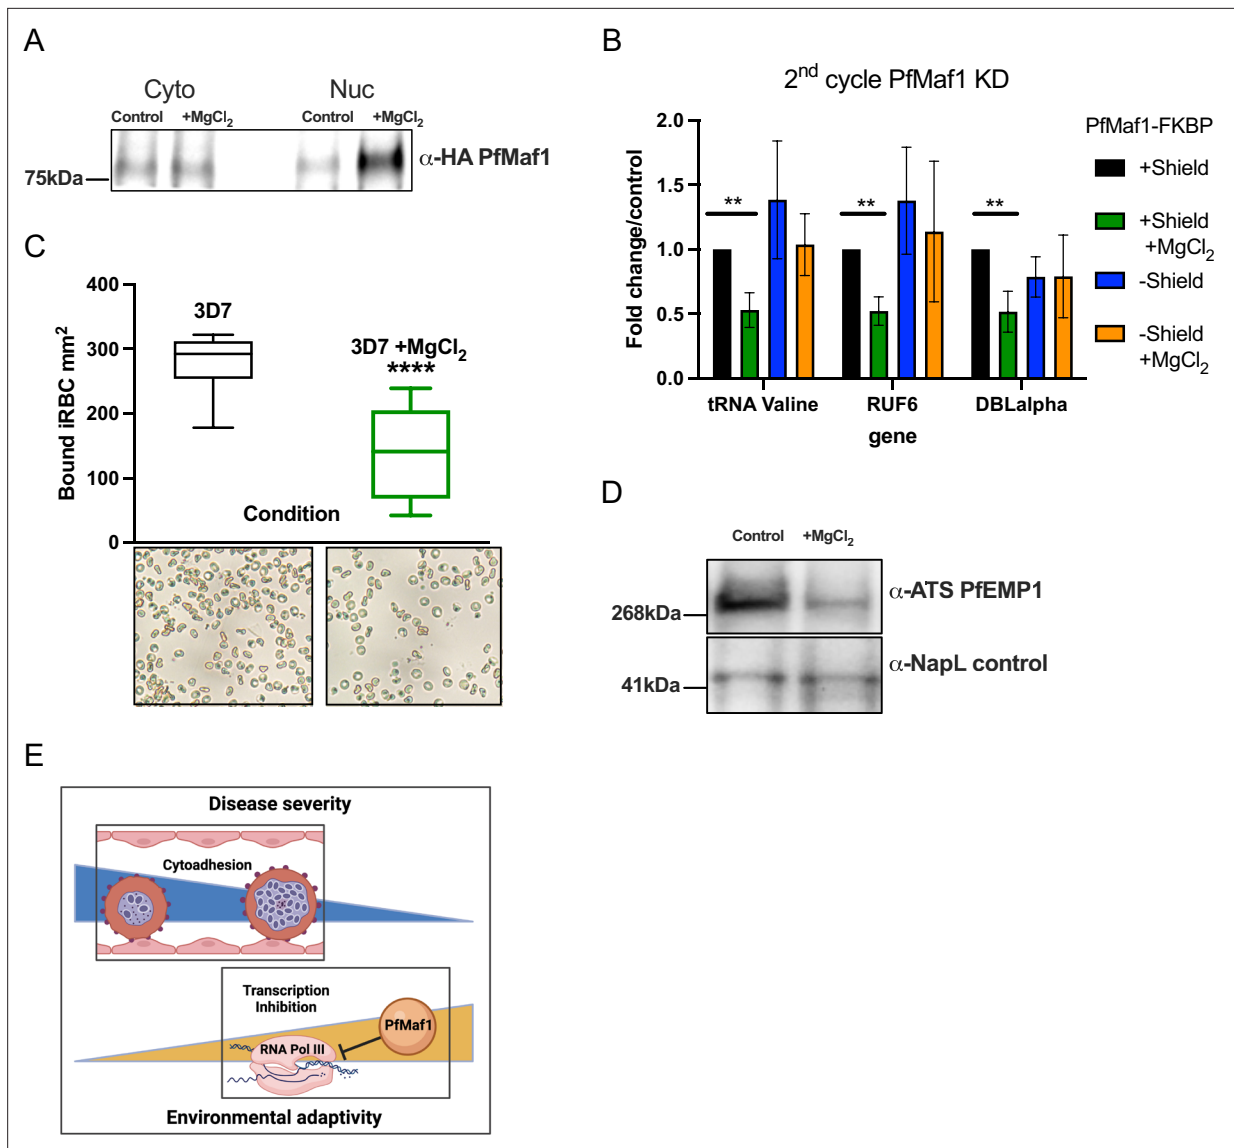 A
Cyto
Nuc
Control
+MgCl2
Control
+MgCl2
α-HA PfMaf1
75kDa
B
2nd cycle PfMaf1 KD
Fold change/control
2.0
1.5
1.0
0.5
0.0
**
**
**
tRNA Valine
RUF6
DBLalpha
gene
PfMaf1-FKBP
+Shield
+Shield
+MgCl2
-Shield
-Shield
+MgCl2
C
Bound iRBC mm2
400
300
200
100
0
3D7
3D7 +MgCl2
****
Condition
D
Control
+MgCl2
α-ATS PfEMP1
268kDa
α-NapL control
41kDa
E
Disease severity
Cytoadhesion
Transcription
Inhibition
PfMaf1
RNA Pol III
Environmental adaptivity